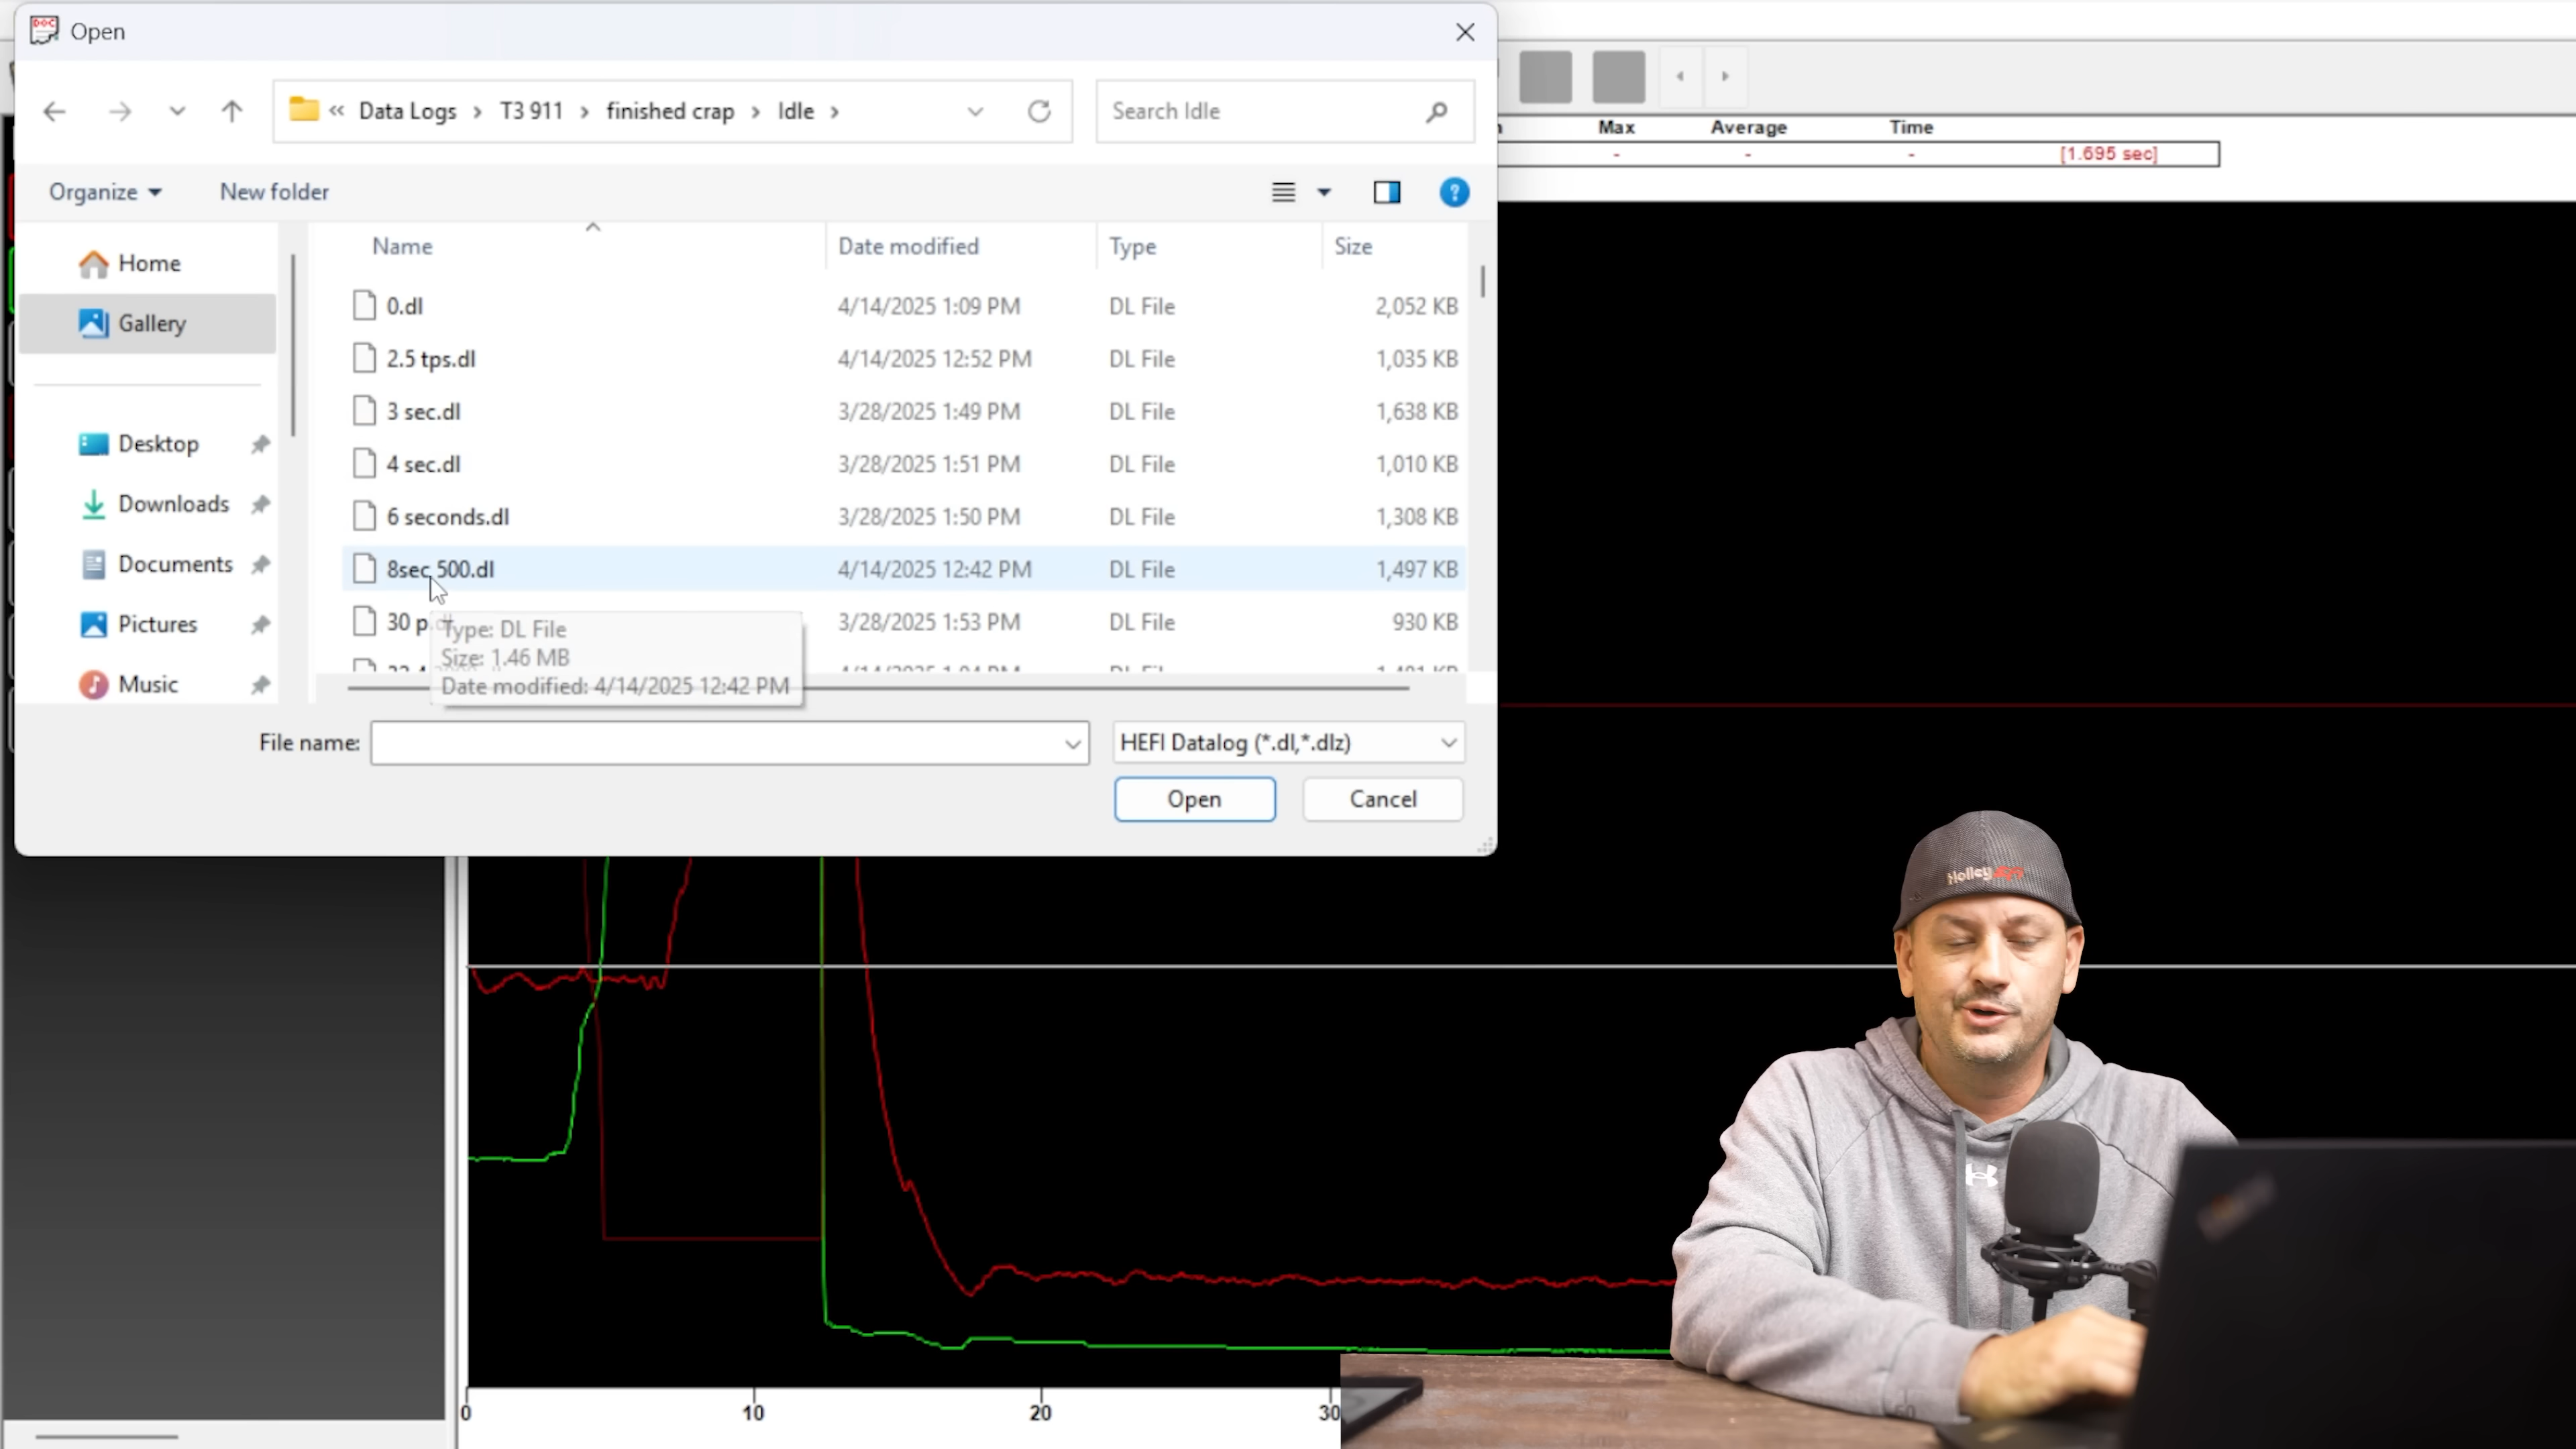 Open
« Data Logs > T3 911 > finished crap > Idle >
Search Idle
Max Average Time
- - - [1.695 sec]
Organize New folder
Name Date modified Type Size
Home
Gallery
Desktop
Downloads
Documents
Pictures
Music
0.dl 4/14/2025 1:09 PM DL File 2,052 KB
2.5 tps.dl 4/14/2025 12:52 PM DL File 1,035 KB
3 sec.dl 3/28/2025 1:49 PM DL File 1,638 KB
4 sec.dl 3/28/2025 1:51 PM DL File 1,010 KB
6 seconds.dl 3/28/2025 1:50 PM DL File 1,308 KB
8sec 500.dl 4/14/2025 12:42 PM DL File 1,497 KB
30 p 3/28/2025 1:53 PM DL File 930 KB
Type: DL File
Size: 1.46 MB
Date modified: 4/14/2025 12:42 PM
File name:
HEFI Datalog (*.dl,*.dlz)
Open Cancel
Holley
0 10 20 30